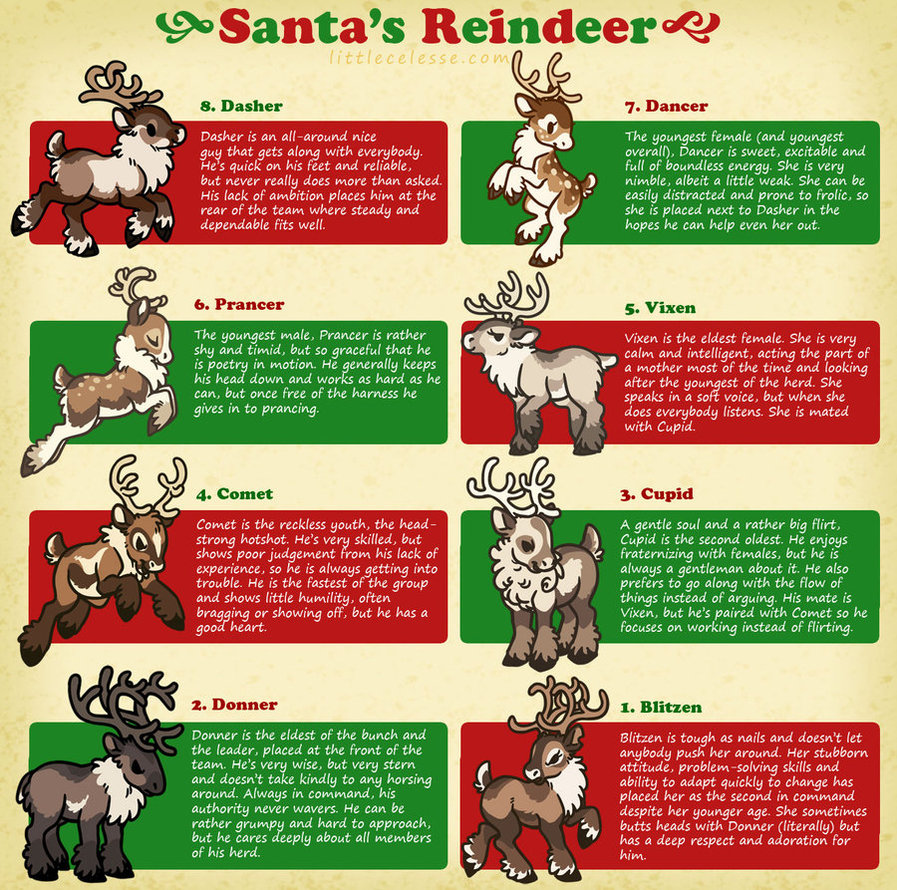 Santa's Reindeer
littlecelesse.com
8. Dasher
Dasher is an all-around nice
guy that gets along with everybody.
He's quick on his feet and reliable,
but never really does more than asked.
His lack of ambition places him at the
rear of the team where steady and
dependable fits well.
7. Dancer
The youngest female (and youngest
overall), Dancer is sweet, excitable and
full of boundless energy. She is very
nimble, albeit a little weak. She can be
easily distracted and prone to frolic, so
she is placed next to Dasher in the
hopes he can help even her out.
6. Prancer
The youngest male, Prancer is rather
shy and timid, but so graceful that he
is poetry in motion. He generally keeps
his head down and works as hard as he
can, but once free of the harness he
gives in to prancing.
5. Vixen
Vixen is the eldest female. She is very
calm and intelligent, acting the part of
a mother most of the time and looking
after the youngest of the herd. She
speaks in a soft voice, but when she
does everybody listens. She is mated
with Cupid.
4. Comet
Comet is the reckless youth, the head-
strong hotshot. He's very skilled, but
shows poor judgement from his lack of
experience, so he is always getting into
trouble. He is the fastest of the group
and shows little humility, often
bragging or showing off, but he has a
good heart.
3. Cupid
A gentle soul and a rather big flirt,
Cupid is the second oldest. He enjoys
fraternizing with females, but he is
always a gentleman about it. He also
prefers to go along with the flow of
things instead of arguing. His mate is
Vixen, but he's paired with Comet so he
focuses on working instead of flirting.
2. Donner
Donner is the eldest of the bunch and
the leader, placed at the front of the
team. He's very wise, but very stern
and doesn't take kindly to any horsing
around. Always in command, his
authority never wavers. He can be
rather grumpy and hard to approach,
but he cares deeply about all members
of his herd.
1. Blitzen
Blitzen is tough as nails and doesn't let
anybody push her around. Her stubborn
attitude, problem-solving skills and
ability to adapt quickly to change has
placed her as the second in command
despite her younger age. She sometimes
butts heads with Donner (literally) but
has a deep respect and adoration for
him.